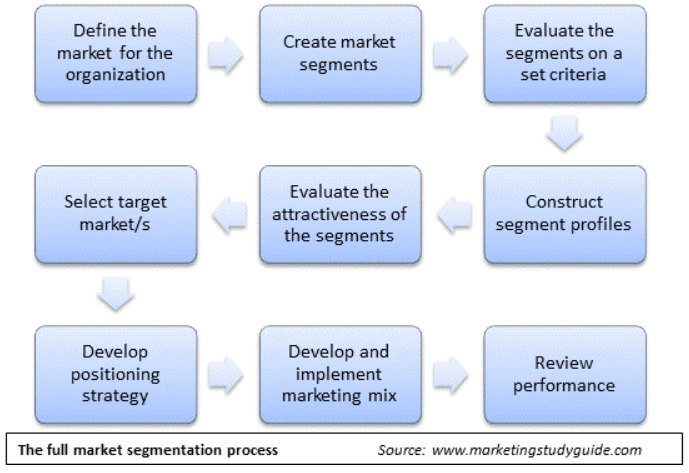 Define the
market for the
organization
Create market
segments
Evaluate the
segments on a
set criteria
Construct
segment profiles
Evaluate the
attractiveness of
the segments
Select target
market/s
Develop
positioning
strategy
Develop and
implement
marketing mix
Review
performance
The full market segmentation process
Source: www.marketingstudyguide.com